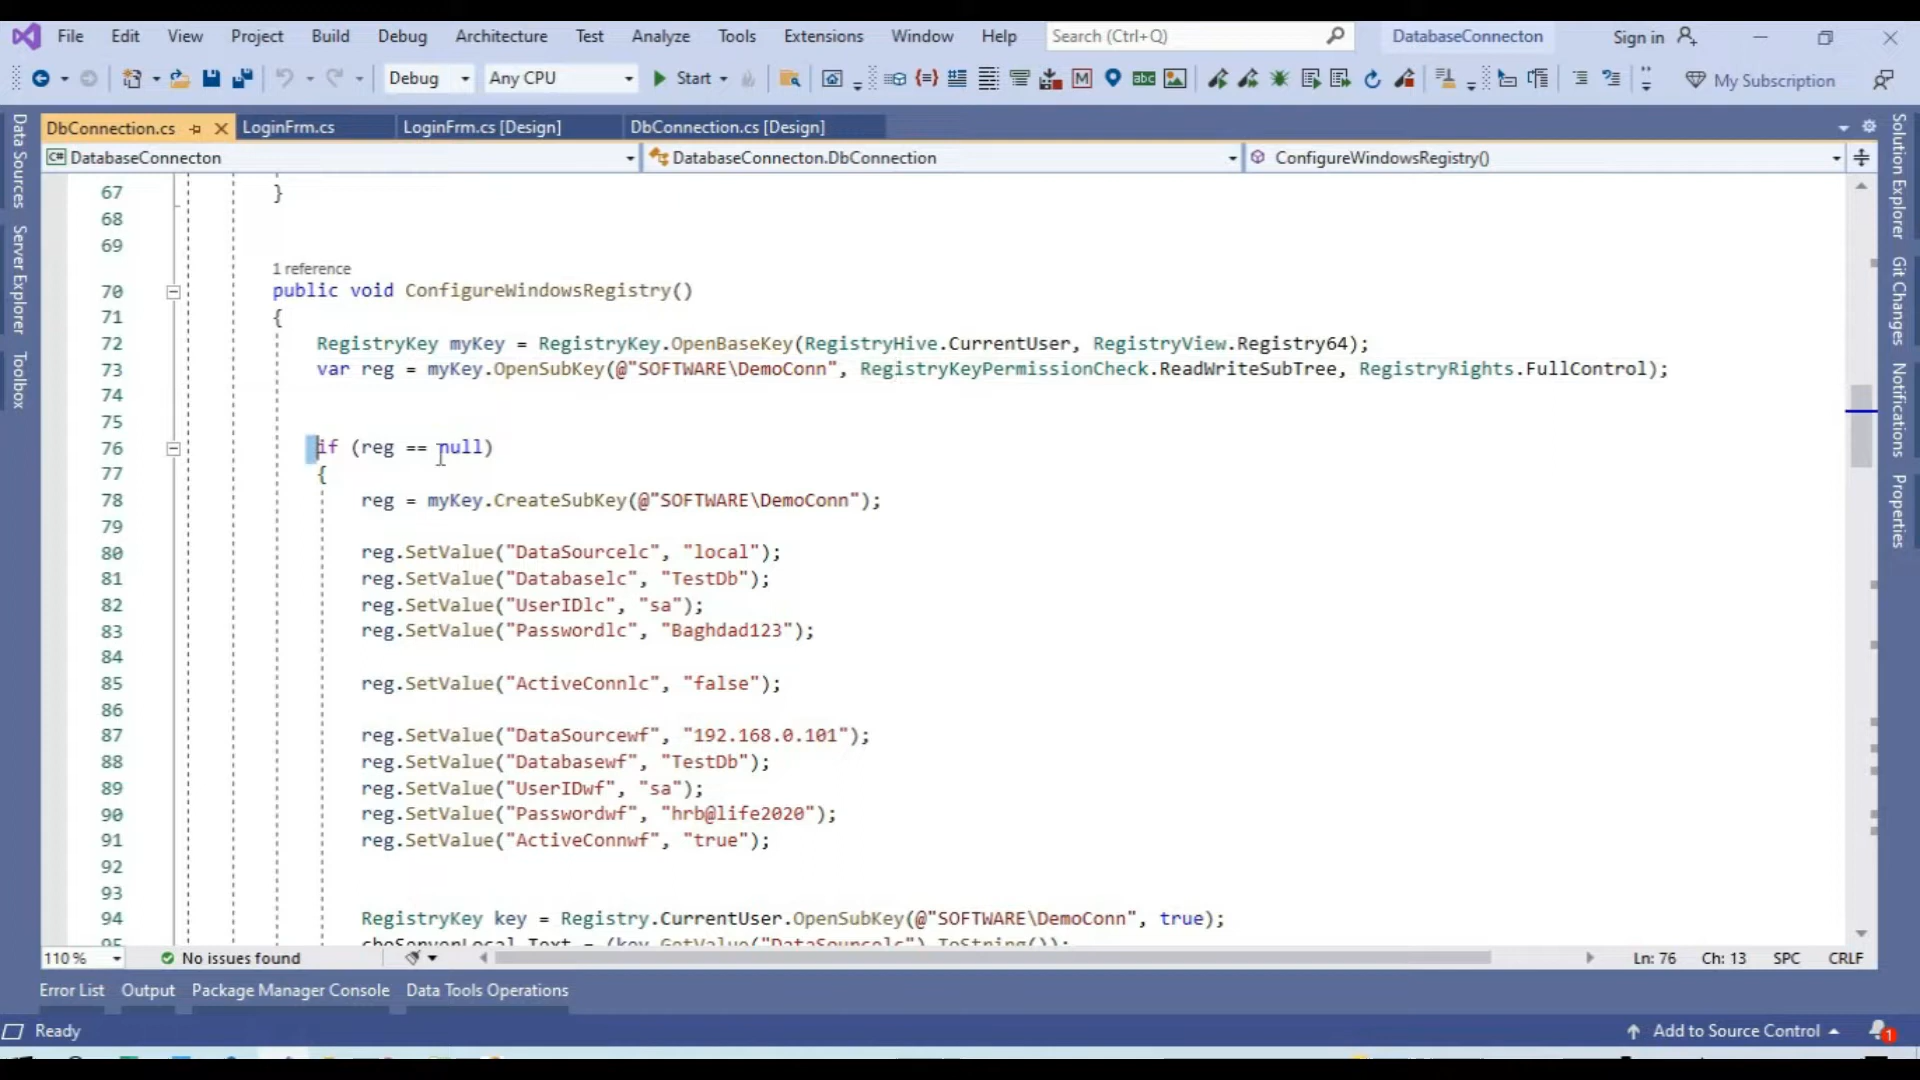 File Edit View Project Build Debug Architecture Test Analyze Tools Extensions Window Help Search (Ctrl+Q) DatabaseConnecton Sign in
Debug Any CPU Start My Subscription
DbConnection.cs LoginFrm.cs LoginFrm.cs [Design] DbConnection.cs [Design]
DatabaseConnecton DatabaseConnecton.DbConnection ConfigureWindowsRegistry()
Data Sources
Server Explorer
Toolbox
67 }
68
69
1 reference
70 public void ConfigureWindowsRegistry()
71 {
72 RegistryKey myKey = RegistryKey.OpenBaseKey(RegistryHive.CurrentUser, RegistryView.Registry64);
73 var reg = myKey.OpenSubKey(@"SOFTWARE\DemoConn", RegistryKeyPermissionCheck.ReadWriteSubTree, RegistryRights.FullControl);
74
75
76 if (reg == null)
77 {
78 reg = myKey.CreateSubKey(@"SOFTWARE\DemoConn");
79
80 reg.SetValue("DataSourcelc", "local");
81 reg.SetValue("Databaselc", "TestDb");
82 reg.SetValue("UserIDlc", "sa");
83 reg.SetValue("Passwordlc", "Baghdad123");
84
85 reg.SetValue("ActiveConnlc", "false");
86
87 reg.SetValue("DataSourcewf", "192.168.0.101");
88 reg.SetValue("Databasewf", "TestDb");
89 reg.SetValue("UserIDwf", "sa");
90 reg.SetValue("Passwordwf", "hrb@life2020");
91 reg.SetValue("ActiveConnwf", "true");
92
93
94 RegistryKey key = Registry.CurrentUser.OpenSubKey(@"SOFTWARE\DemoConn", true);
95 cboServerLocal.Text = (key.GetValue("DataSourcelc").ToString());
Solution Explorer
Git Changes
Notifications
Properties
110 % No issues found Ln: 76 Ch: 13 SPC CRLF
Error List Output Package Manager Console Data Tools Operations
Ready Add to Source Control 1